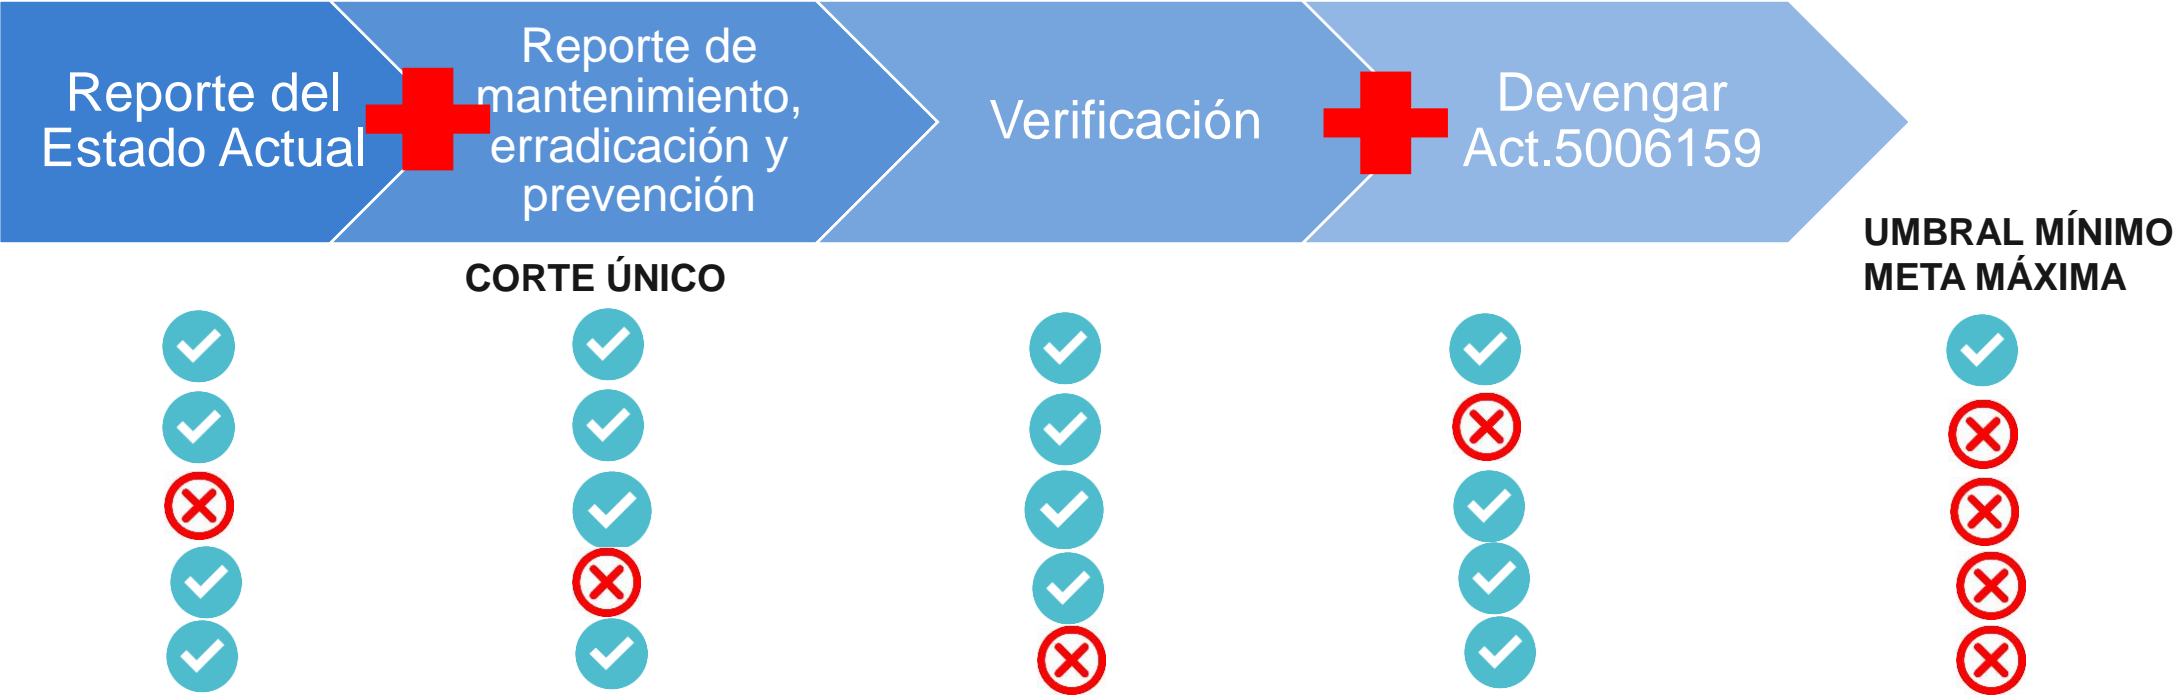 Reporte del
Estado Actual
Reporte de
mantenimiento,
erradicación y
prevención
Verificación
Devengar
Act.5006159
UMBRAL MÍNIMO
META MÁXIMA
CORTE ÚNICO